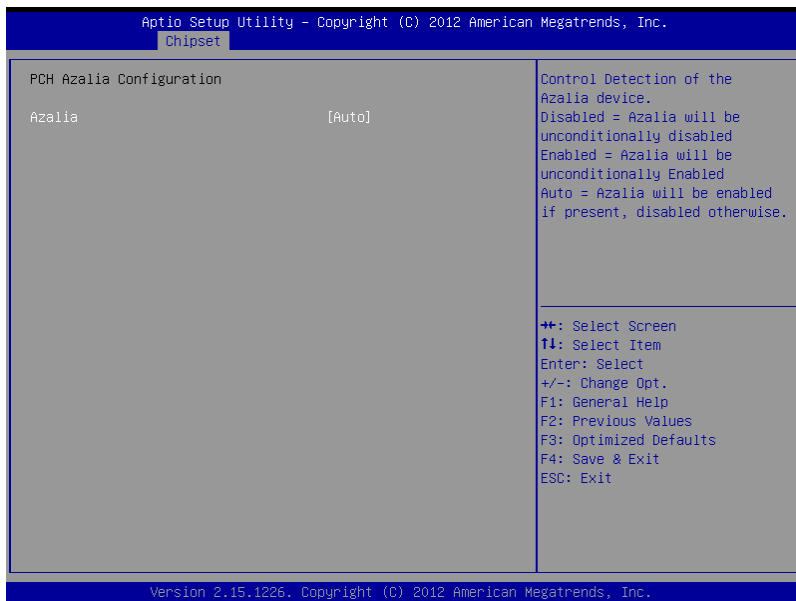 Aptio Setup Utility – Copyright (C) 2012 American Megatrends, Inc.
Chipset
PCH Azalia Configuration
Azalia [Auto]
Control Detection of the
Azalia device.
Disabled = Azalia will be
unconditionally disabled
Enabled = Azalia will be
unconditionally Enabled
Auto = Azalia will be enabled
if present, disabled otherwise.
→←: Select Screen
↑↓: Select Item
Enter: Select
+/-: Change Opt.
F1: General Help
F2: Previous Values
F3: Optimized Defaults
F4: Save & Exit
ESC: Exit
Version 2.15.1226. Copyright (C) 2012 American Megatrends, Inc.